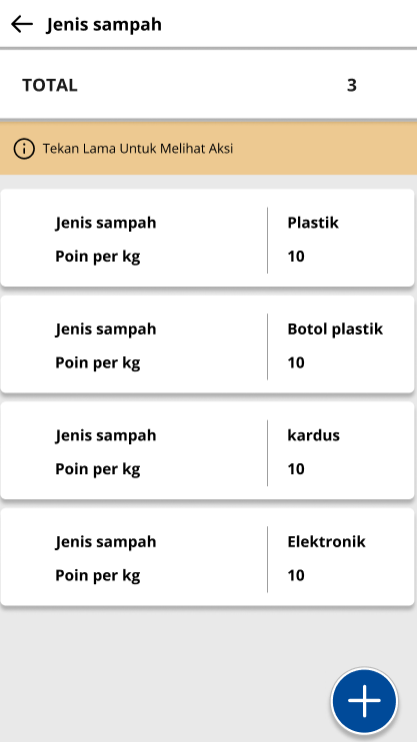 Jenis sampah
TOTAL 3
Tekan Lama Untuk Melihat Aksi
Jenis sampah Plastik
Poin per kg 10
Jenis sampah Botol plastik
Poin per kg 10
Jenis sampah kardus
Poin per kg 10
Jenis sampah Elektronik
Poin per kg 10